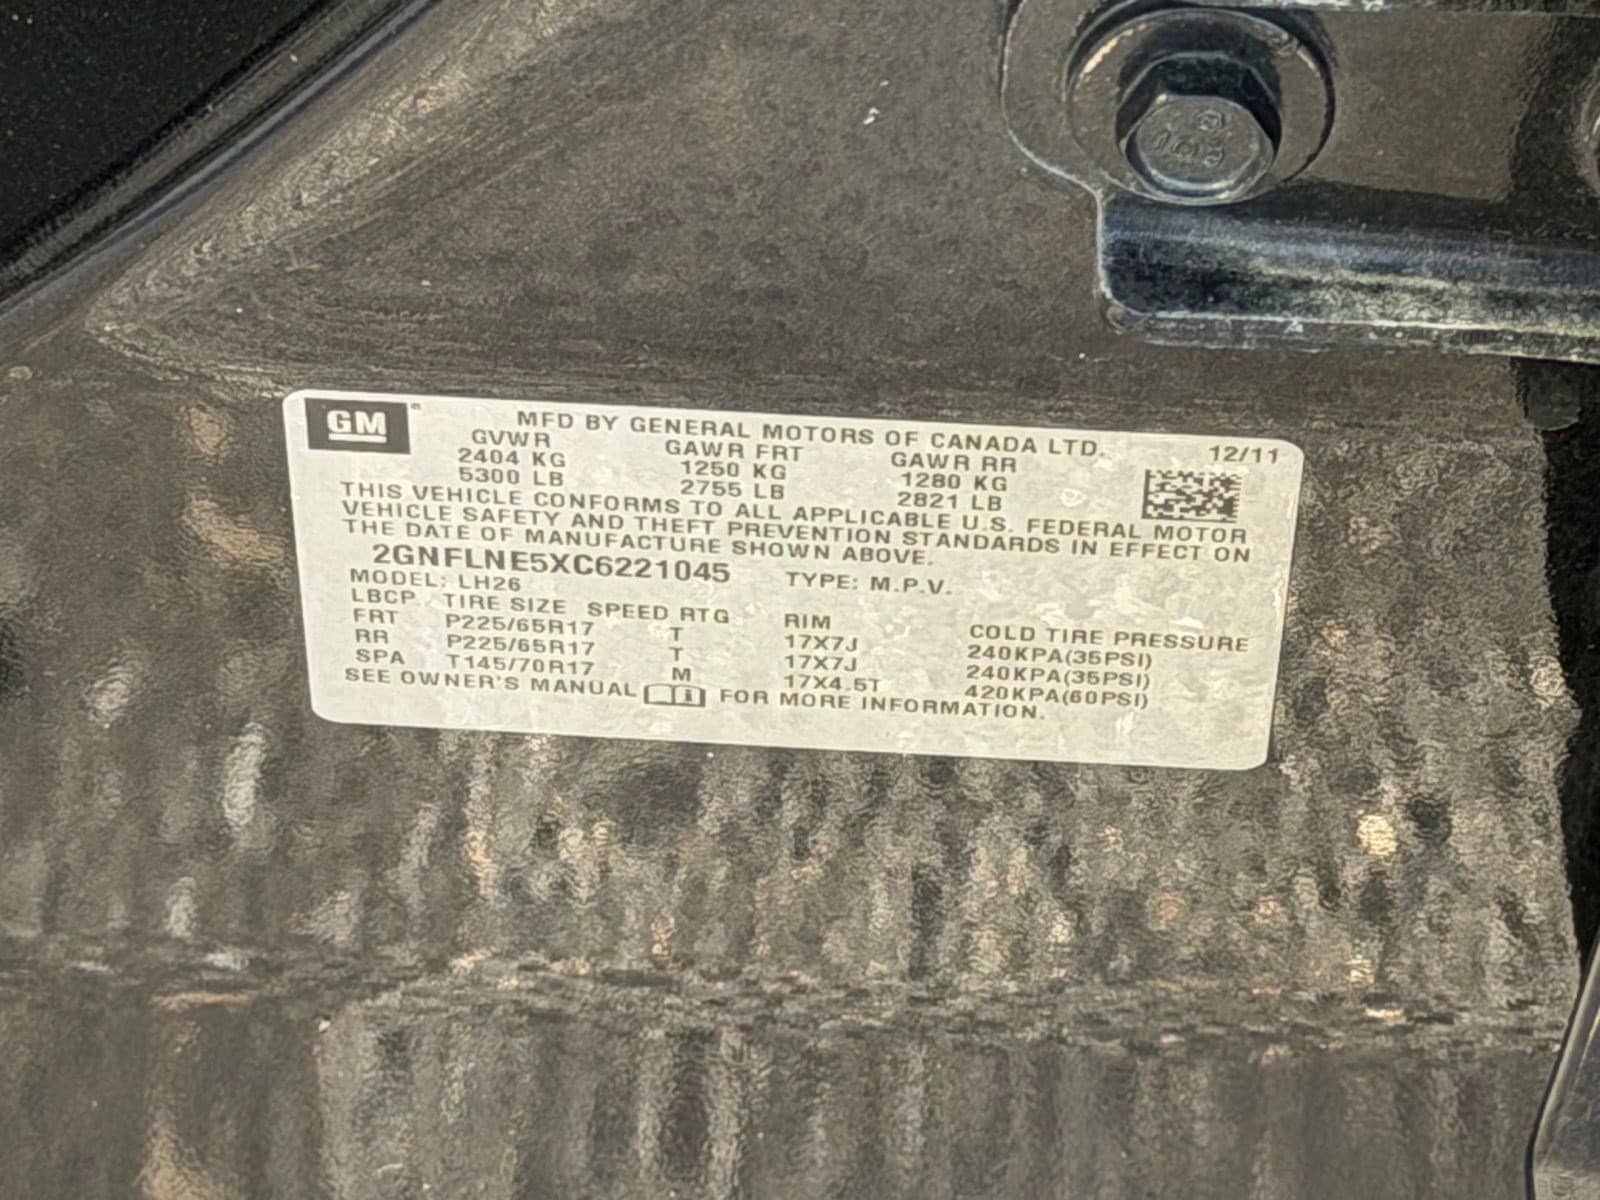 GM
MFD BY GENERAL MOTORS OF CANADA LTD. 12/11
GVWR GAWR FRT GAWR RR
2404 KG 1250 KG 1280 KG
5300 LB 2755 LB 2821 LB
THIS VEHICLE CONFORMS TO ALL APPLICABLE U.S. FEDERAL MOTOR
VEHICLE SAFETY AND THEFT PREVENTION STANDARDS IN EFFECT ON
THE DATE OF MANUFACTURE SHOWN ABOVE.
2GNFLNE5XC6221045 TYPE: M.P.V.
MODEL: LH26
LBCP TIRE SIZE SPEED RTG RIM COLD TIRE PRESSURE
FRT P225/65R17 T 17X7J 240KPA(35PSI)
RR P225/65R17 T 17X7J 240KPA(35PSI)
SPA T145/70R17 M 17X4.5T 420KPA(60PSI)
SEE OWNER'S MANUAL FOR MORE INFORMATION.